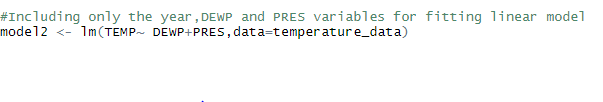 #Including only the year,DEWP and PRES variables for fitting linear model
model2 <- lm(TEMP~ DEWP+PRES,data=temperature_data)